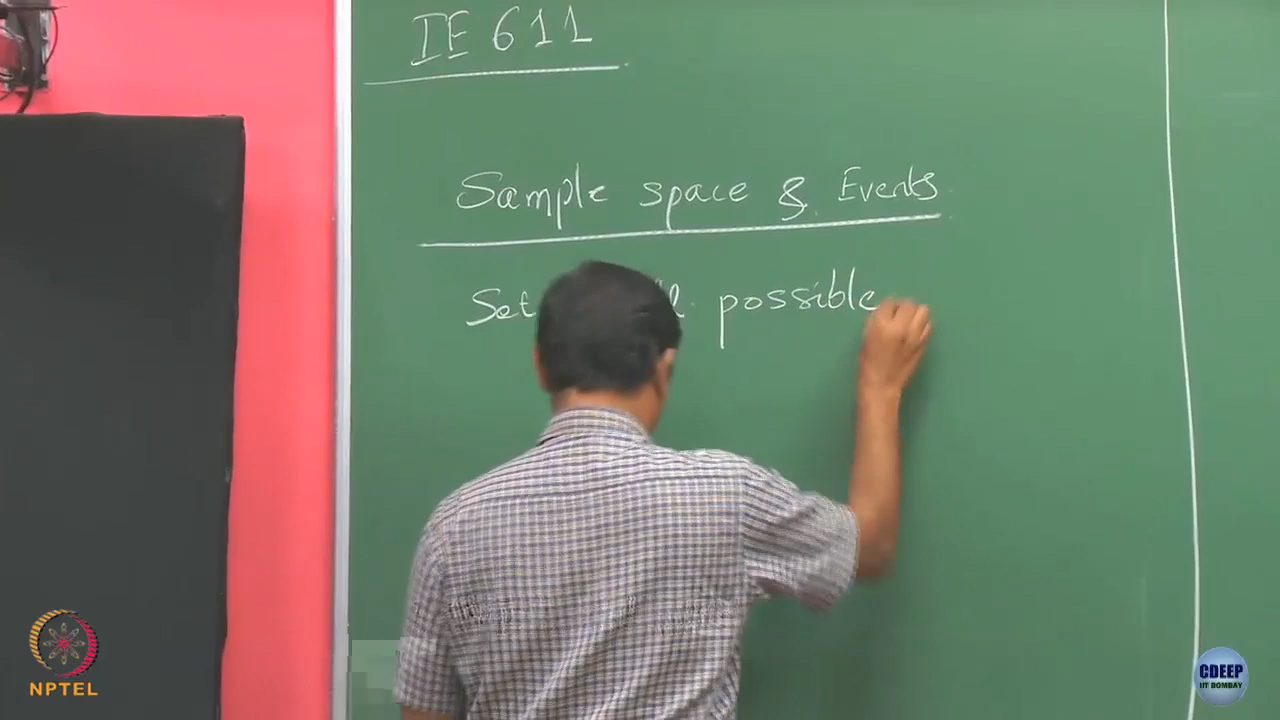 IE 611
Sample space & Events
Set possible
NPTEL
CDEEP
IIT BOMBAY